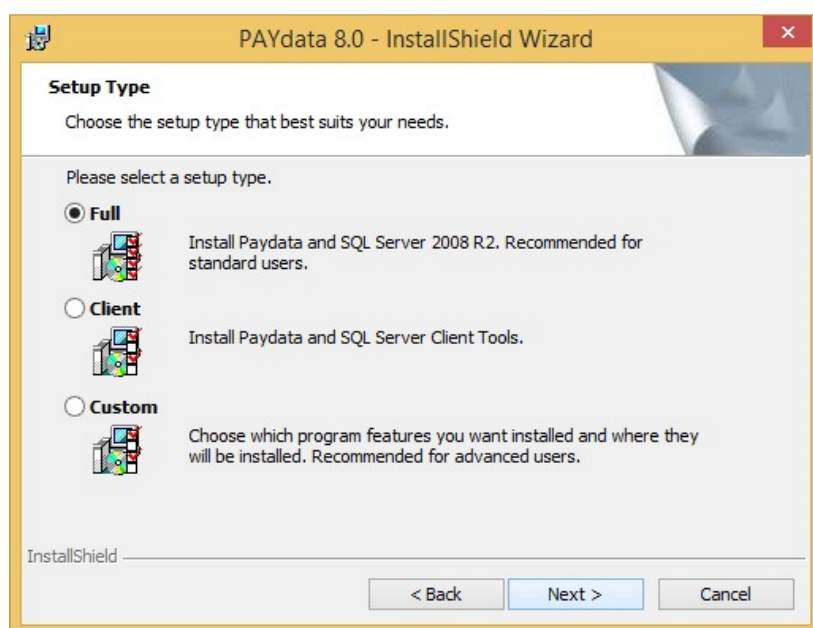 PAYdata 8.0 - InstallShield Wizard
Setup Type
Choose the setup type that best suits your needs.
Please select a setup type.
Full
Install Paydata and SQL Server 2008 R2. Recommended for
standard users.
Client
Install Paydata and SQL Server Client Tools.
Custom
Choose which program features you want installed and where they
will be installed. Recommended for advanced users.
InstallShield
< Back Next > Cancel